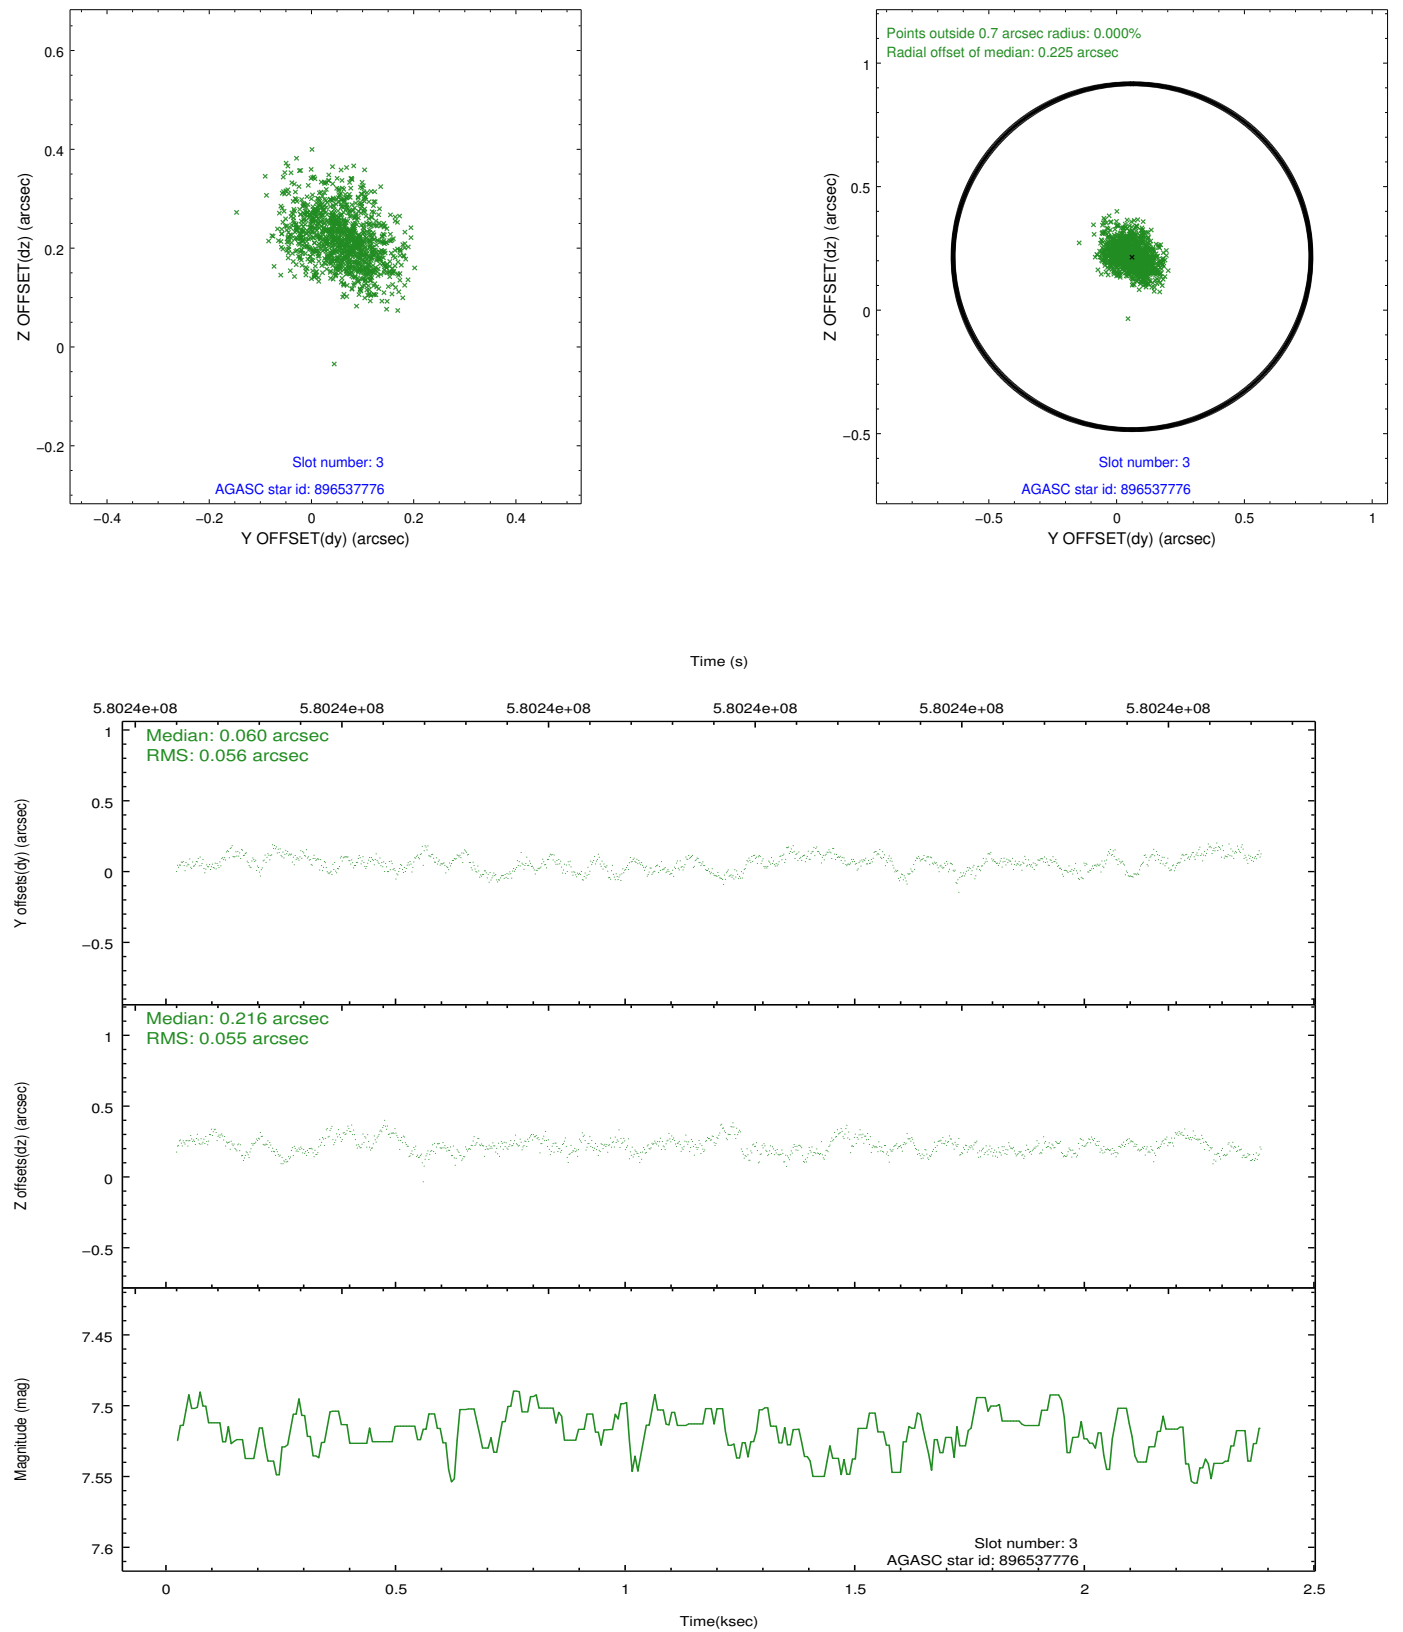 0.6
0.4
0.2
0
−0.2
Z OFFSET(dz) (arcsec)
Slot number: 3
AGASC star id: 896537776
−0.4 −0.2 0 0.2 0.4
Y OFFSET(dy) (arcsec)
Points outside 0.7 arcsec radius: 0.000%
Radial offset of median: 0.225 arcsec
1
0.5
0
−0.5
Z OFFSET(dz) (arcsec)
Slot number: 3
AGASC star id: 896537776
−0.5 0 0.5 1
Y OFFSET(dy) (arcsec)
Time (s)
5.8024e+08 5.8024e+08 5.8024e+08 5.8024e+08 5.8024e+08 5.8024e+08
Median: 0.060 arcsec
RMS: 0.056 arcsec
1
0.5
0
−0.5
Y offsets(dy) (arcsec)
Median: 0.216 arcsec
RMS: 0.055 arcsec
1
0.5
0
−0.5
Z offsets(dz) (arcsec)
7.45
7.5
7.55
7.6
Magnitude (mag)
Slot number: 3
AGASC star id: 896537776
0 0.5 1 1.5 2 2.5
Time(ksec)